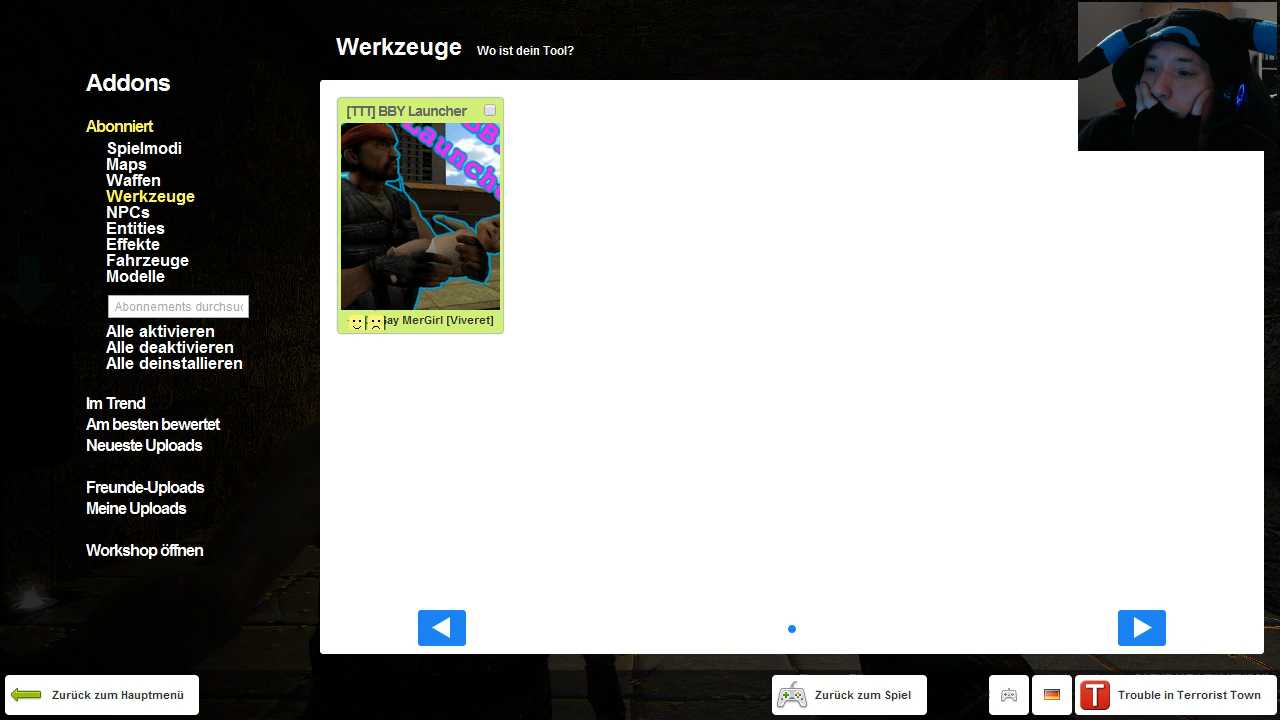 Werkzeuge Wo ist dein Tool?
Addons
Abonniert
Spielmodi
Maps
Waffen
Werkzeuge
NPCs
Entities
Effekte
Fahrzeuge
Modelle
Abonnements durchsuc
Alle aktivieren
Alle deaktivieren
Alle deinstallieren
Im Trend
Am besten bewertet
Neueste Uploads
Freunde-Uploads
Meine Uploads
Workshop öffnen
[TTT] BBY Launcher
MerGirl [Viveret]
Zurück zum Hauptmenü
Zurück zum Spiel
T Trouble in Terrorist Town